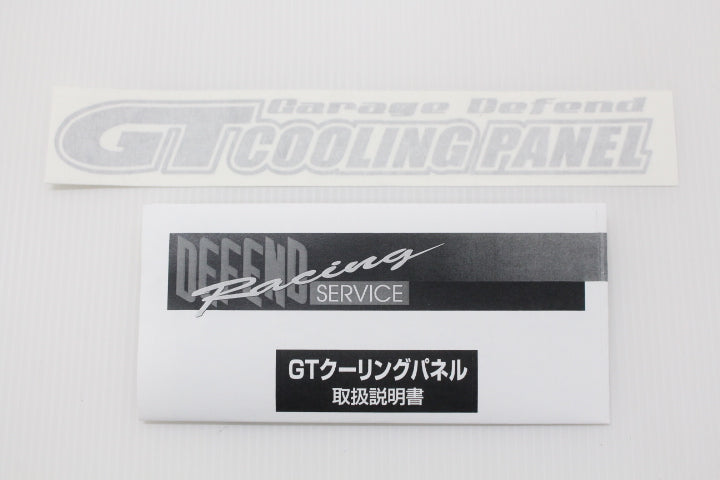 Garage Defend
GT COOLING PANEL
DEFEND
Racing
SERVICE
GTクーリングパネル
取扱説明書